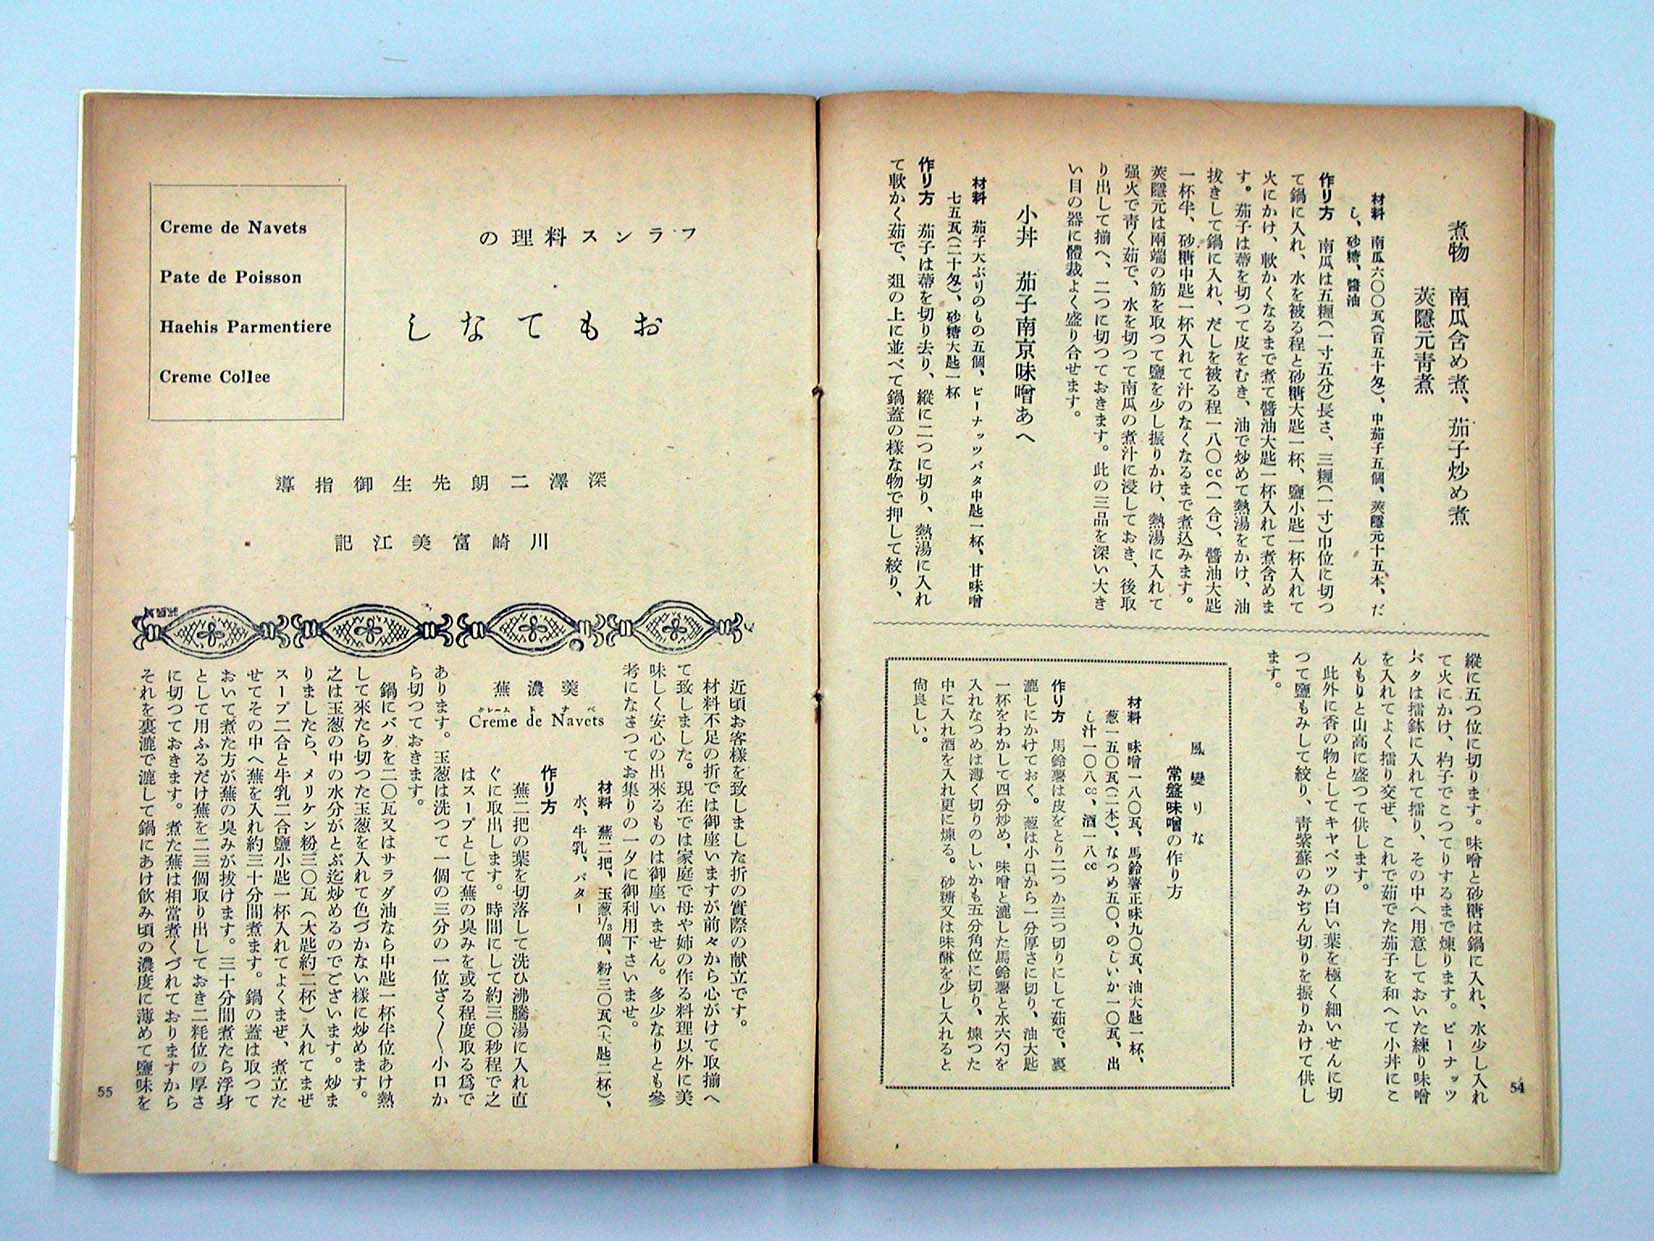 煮物 南瓜含め煮、茄子炒め煮
莢隱元靑煮
材料 南瓜六〇〇瓦(百五十匁)、中茄子五個、莢隱元十五本、だ
し、砂糖、醬油
作り方 南瓜は五糎(一寸五分)長さ、三糎(一寸)巾位に切つ
て鍋に入れ、水を被る程と砂糖大匙一杯、鹽小匙一杯入れて
火にかけ、軟かくなるまで煮て醬油大匙一杯入れて煮含めま
す。茄子は蔕を切つて皮をむき、油で炒めて熱湯をかけ、油
拔きして鍋に入れ、だしを被る程一八〇cc(一合)、醬油大匙
一杯半、砂糖中匙一杯入れて汁のなくなるまで煮込みます。
莢隱元は兩端の筋を取つて鹽を少し振りかけ、熱湯に入れて
强火で靑く茹で、水を切つて南瓜の煮汁に浸しておき、後取
り出して揃へ、二つに切つておきます。此の三品を深い大き
い目の器に體裁よく盛り合せます。
小丼 茄子南京味噌あへ
材料 茄子大ぶりのもの五個、ピーナッツバタ中匙一杯、甘味噌
七五瓦(二十匁)、砂糖大匙一杯
作り方 茄子は蔕を切り去り、縱に二つに切り、熱湯に入れ
て軟かく茹で、俎の上に並べて鍋蓋の樣な物で押して絞り、
縱に五つ位に切ります。味噌と砂糖は鍋に入れ、水少し入れ
て火にかけ、杓子でこつてりするまで煉ります。ピーナッツ
バタは擂鉢に入れて擂り、その中へ用意しておいた練り味噌
を入れてよく擂り交ぜ、これで茹でた茄子を和へて小丼にこ
んもりと山高に盛つて供します。
此外に香の物としてキャベツの白い葉を極く細いせんに切
つて鹽もみして絞り、靑紫蘇のみぢん切りを振りかけて供し
ます。
風變りな
常盤味噌の作り方
材料 味噌一八〇瓦、馬鈴薯正味九〇瓦、油大匙一杯、
葱一五〇瓦(二本)、なつめ五〇、のしいか一〇瓦、出
し汁一〇八cc、酒一八cc
作り方 馬鈴薯は皮をとり二つか三つ切りにして茹で、裏
漉しにかけておく。葱は小口から一分厚さに切り、油大匙
一杯をわかして四分炒め、味噌と漉した馬鈴薯と水六勺を
入れなつめは薄く切りのしいかも五分角位に切り、煉つた
中に入れ酒を入れ更に煉る。砂糖又は味醂を少し入れると
尙良しい。
54
フランス料理の
おもてなし
Creme de Navets
Pate de Poisson
Haehis Parmentiere
Creme Collee
深澤二朗先生御指導
川崎富美江記
近頃お客樣を致しました折の實際の献立です。
材料不足の折では御座いますが前々から心がけて取揃へ
て致しました。現在では家庭で母や姉の作る料理以外に美
味しく安心の出來るものは御座いません。多少なりとも參
考になさつてお集りの一夕に御利用下さいませ。
蕪濃羹
クレーム ド ナベ
Creme de Navets
材料 蕪二把、玉葱1/3個、粉三〇瓦(大匙二杯)、
水、牛乳、バター
作り方
蕪二把の葉を切落して洗ひ沸騰湯に入れ直
ぐに取出します。時間にして約三〇秒程で之
はスープとして蕪の臭みを或る程度取る爲で
あります。玉葱は洗つて一個の三分の一位ざく〱小口か
ら切つておきます。
鍋にバタを二〇瓦又はサラダ油なら中匙一杯半位あけ熱
して來たら切つた玉葱を入れて色づかない樣に炒めます。
之は玉葱の中の水分がとぶ迄炒めるのでございます。炒ま
りましたら、メリケン粉三〇瓦(大匙約二杯)入れてまぜ
スープ二合と牛乳二合鹽小匙一杯入れてよくまぜ、煮立た
せてその中へ蕪を入れ約三十分間煮ます。鍋の蓋は取つて
おいて煮た方が蕪の臭みが拔けます。三十分間煮たら浮身
として用ふるだけ蕪を二三個取り出しておき二粍位の厚さ
に切つておきます。煮た蕪は相當煮くづれておりますから
それを裏漉で漉して鍋にあけ飮み頃の濃度に薄めて鹽味を
55